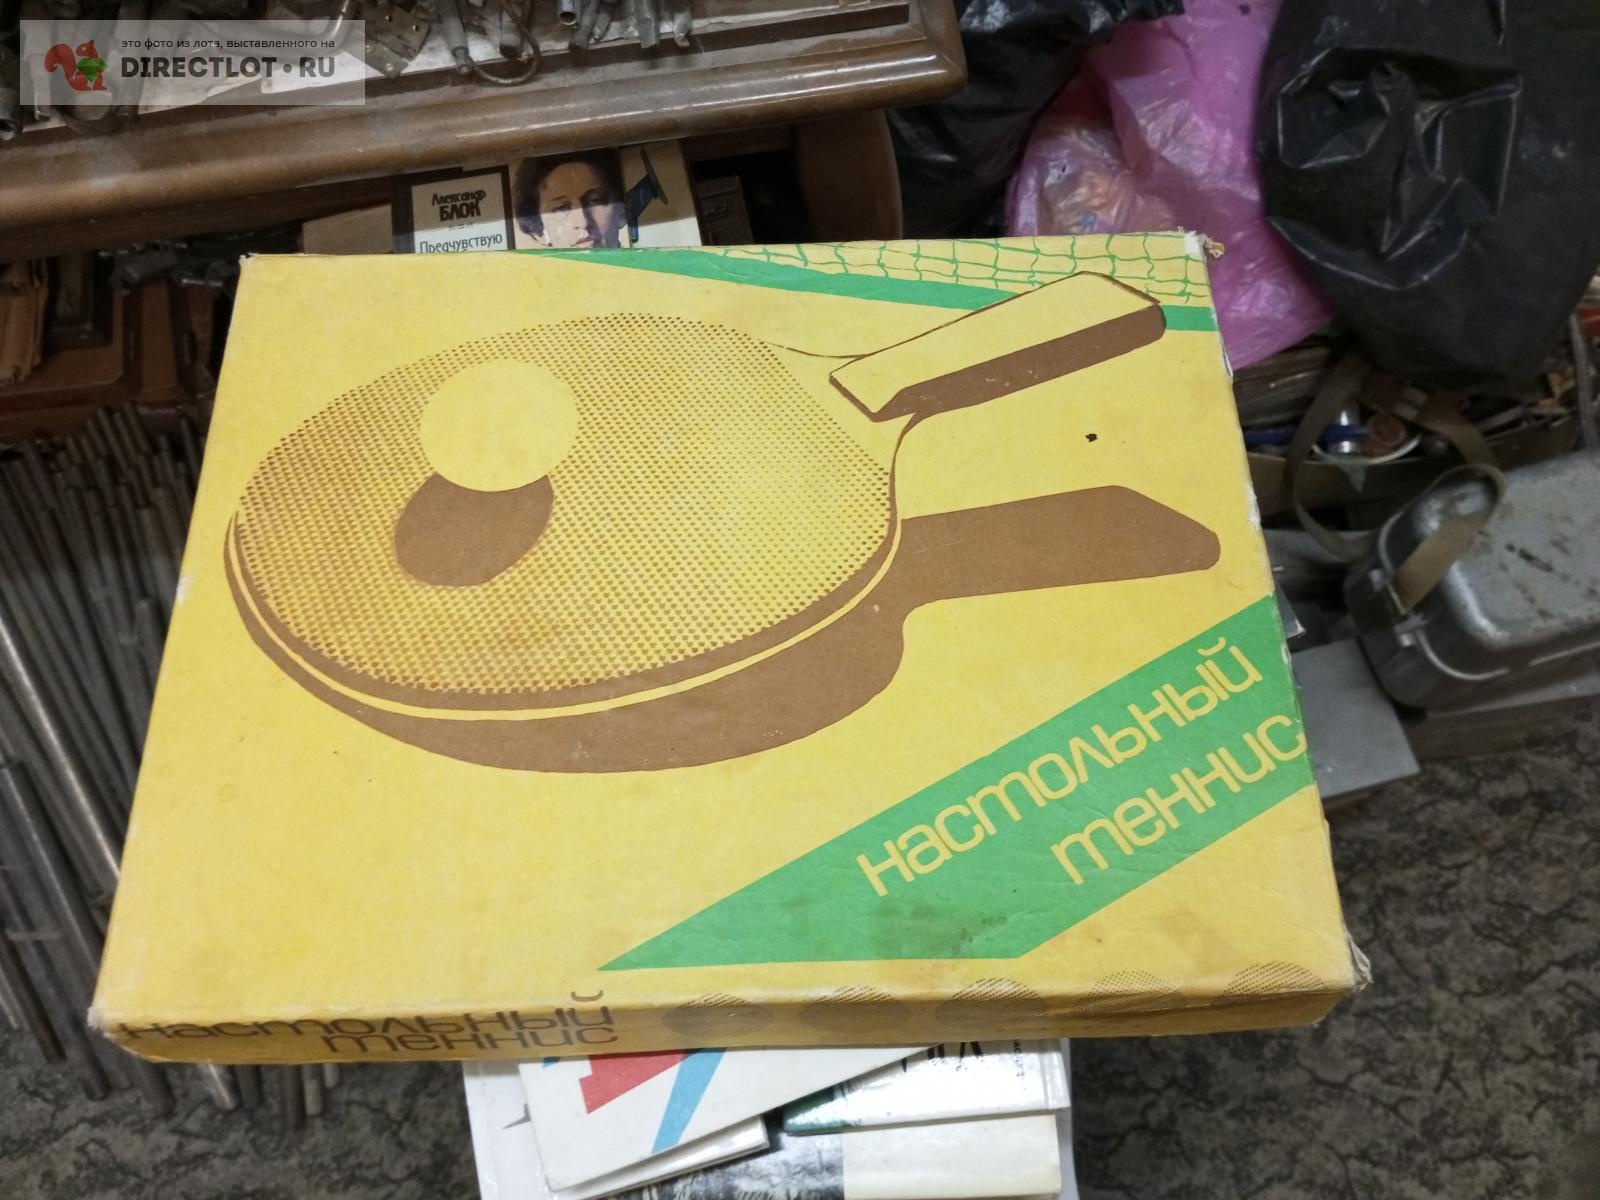 это фото из лота, выставленного на
DIRECTLOT•RU
Александр
БЛОК
Предчувствую
настольный
теннис
настольный
теннис